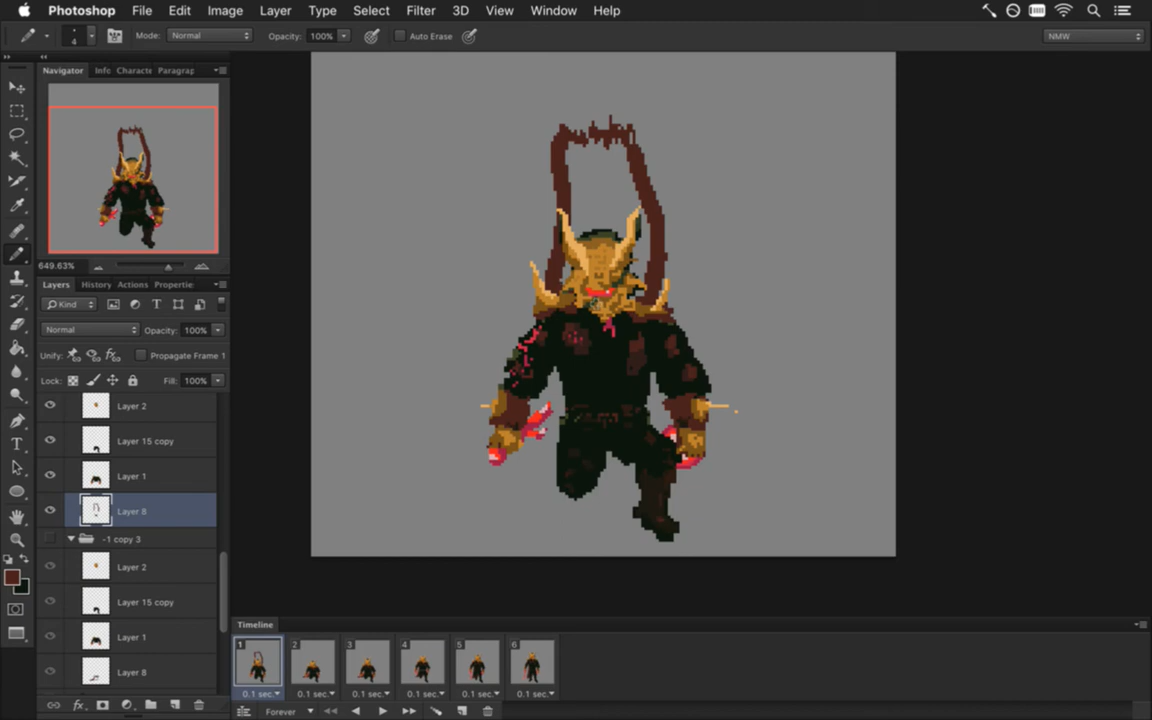 Photoshop File Edit Image Layer Type Select Filter 3D View Window Help
4 Mode: Normal Opacity: 100% Auto Erase NMW
Navigator Info Characte Paragrap
649.63%
Layers History Actions Propertie
Kind
Normal Opacity: 100%
Unify: Propagate Frame 1
Lock: Fill: 100%
Layer 2
Layer 15 copy
Layer 1
Layer 8
-1 copy 3
Layer 2
Layer 15 copy
Layer 1
Layer 8
fx
Timeline
1 2 3 4 5 6
0.1 sec. 0.1 sec. 0.1 sec. 0.1 sec. 0.1 sec. 0.1 sec.
Forever